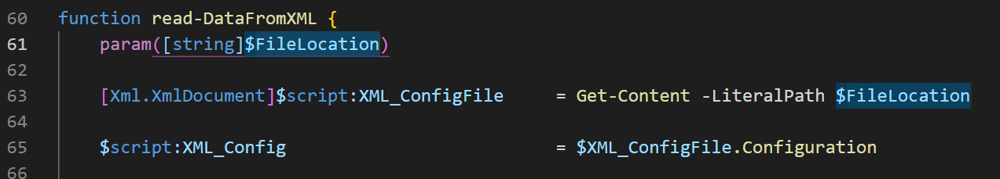 60 function read-DataFromXML {
61 param([string]$FileLocation)
62
63 [Xml.XmlDocument]$script:XML_ConfigFile = Get-Content -LiteralPath $FileLocation
64
65 $script:XML_Config = $XML_ConfigFile.Configuration
66